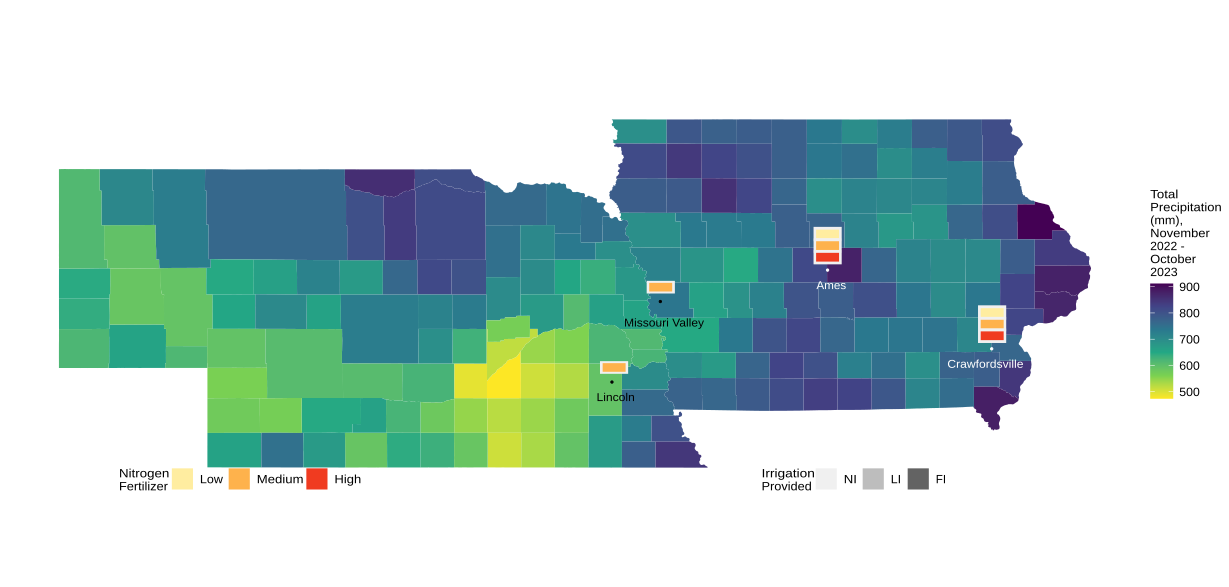 Total
Precipitation
(mm),
November
2022 -
October
2023
900
800
700
600
500
Ames
Missouri Valley
Crawfordsville
Lincoln
Nitrogen
Fertilizer
Low
Medium
High
Irrigation
Provided
NI
LI
FI